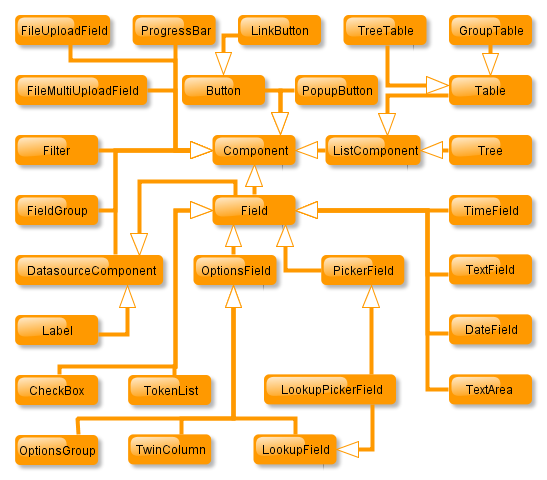 FileUploadField
ProgressBar
LinkButton
TreeTable
GroupTable
FileMultiUploadField
Button
PopupButton
Table
Filter
Component
ListComponent
Tree
FieldGroup
Field
TimeField
DatasourceComponent
OptionsField
PickerField
TextField
Label
DateField
CheckBox
TokenList
LookupPickerField
TextArea
OptionsGroup
TwinColumn
LookupField